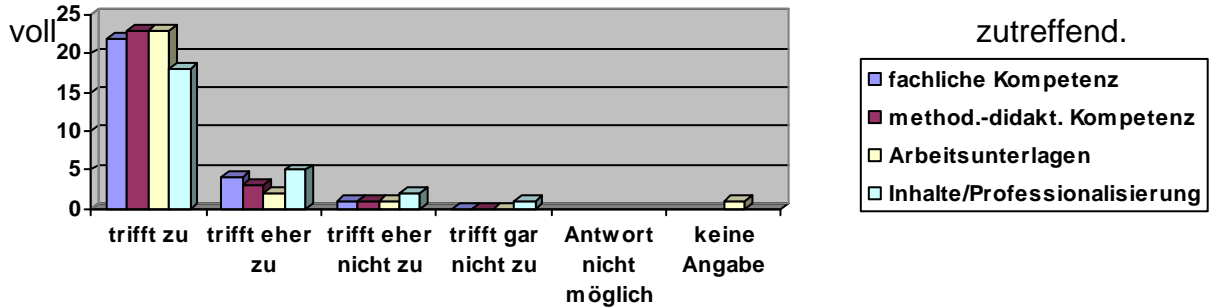 voll zutreffend.
25
20
15
10
5
0
trifft zu
trifft eher
zu
trifft eher
nicht zu
trifft gar
nicht zu
Antwort
nicht
möglich
keine
Angabe
fachliche Kompetenz
method.-didakt. Kompetenz
Arbeitsunterlagen
Inhalte/Professionalisierung